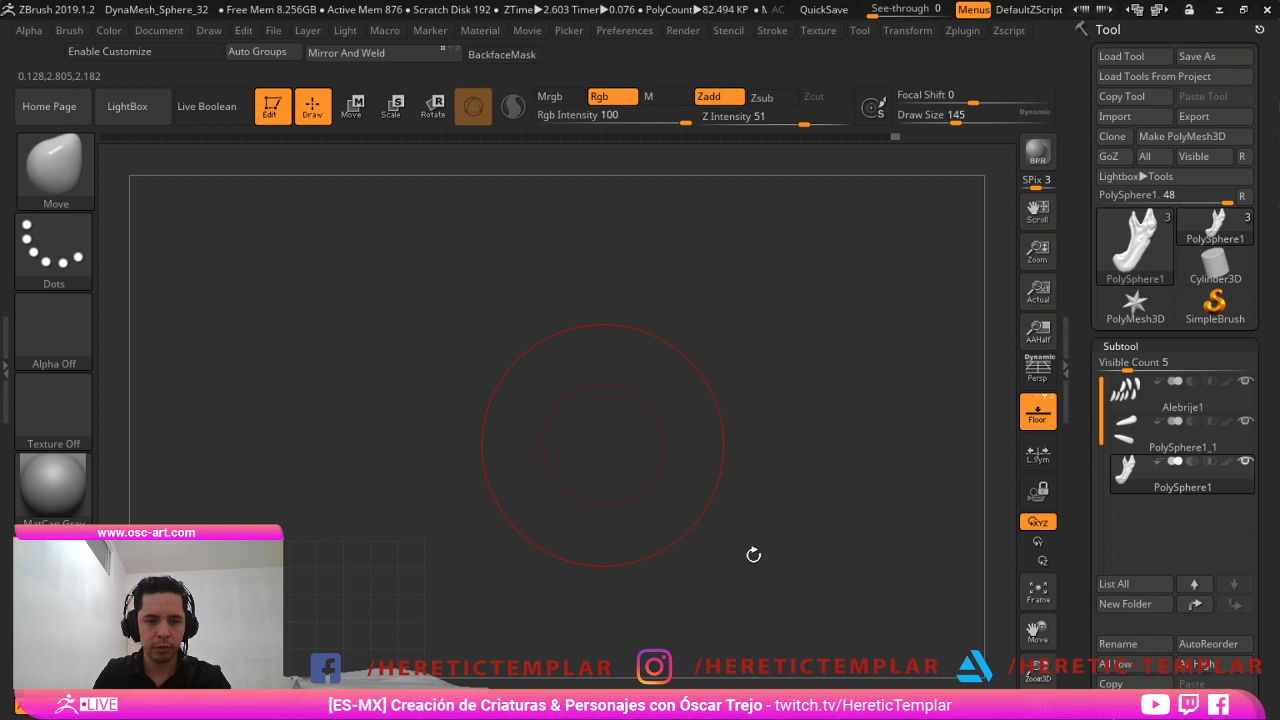 ZBrush 2019.1.2 DynaMesh_Sphere_32 ● Free Mem 8.256GB ● Active Mem 876 ● Scratch Disk 192 ● ZTime▶2.603 Timer▶0.076 ● PolyCount▶82.494 KP ● M AC QuickSave See-through 0 Menus DefaultZScript
Alpha Brush Color Document Draw Edit File Layer Light Macro Marker Material Movie Picker Preferences Render Stencil Stroke Texture Tool Transform Zplugin Zscript
Enable Customize Auto Groups Mirror And Weld BackfaceMask
0.128,2.805,2.182
Home Page LightBox Live Boolean Edit Draw Move Scale Rotate
Mrgb Rgb M Zadd Zsub Zcut
Rgb Intensity 100 Z Intensity 51
Focal Shift 0
Draw Size 145 Dynamic
Move
Dots
Alpha Off
Texture Off
MatCap Gray
BPR
SPix 3
Scroll
Zoom
Actual
AAHalf
Dynamic
Persp
Floor
L.Sym
XYZ
Y
Z
Frame
Move
Zoom3D
Tool
Load Tool Save As
Load Tools From Project
Copy Tool Paste Tool
Import Export
Clone Make PolyMesh3D
GoZ All Visible R
Lightbox▶Tools
PolySphere1. 48 R
3 3
PolySphere1
PolySphere1 Cylinder3D
PolyMesh3D SimpleBrush
Subtool
Visible Count 5
Alebrije1
PolySphere1_1
PolySphere1
List All
New Folder
Rename AutoReorder
Copy Paste
www.osc-art.com
/HERETICTEMPLAR /HERETICTEMPLAR /HERETIC-TEMPLAR
LIVE
[ES-MX] Creación de Criaturas & Personajes con Óscar Trejo - twitch.tv/HereticTemplar